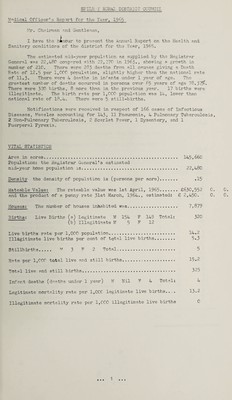 RURAL DISTRICT COUNCIL
Medical Officer's Report for the Year, 1965
Mr. Chairman and Gentlemen,
I have the honour to present the Annual Report on the Health and
Sanitary conditions of the district for the Year, 1965.
The estimated mid-year population as supplied by the Registrar
General was 22,480 compared with in 1964, showing a growth in
number of 210. There were 271 deaths from all causes giving a Death
Rate of 12.5 per 1,000 population, slightly higher than the national rate
of 11.5. There were 4 deaths in infants under 1 year of age. The
greatest number of deaths occurred in persons over 65 years of age
There were 320 births, 8 more than in the previous year. 17 births were
illegitimate. The birth rate per 1,000 population was 14. lower than
national rate of 18.1. There were 5 stillbirths.
Notifications were received in respect of 166 cases of Infectious
Diseases, Measles accounting for 143, 11 Pneumonia, 4 Pulmonary Tuberculosis,
2 Non-Pulmonary Tuberculosis, 2 Scarlet Fever, 1 Dysentery, and 1
Puerperal Pyrexia.
VITAL STATISTICS
Area in acres
Population: the registrar General's estimated
mid-year home population is 22,480
Density: the density of population is (persons per acre) .15
Rateable Value: The rateable value was 1st April, 1965 O. O.
and the product of a penny rate 31st March, 1964, estimated O. O.
Houses: The number of houses inhabited was 7,877
Births: Live Births (a) Legitimate M F Total: 320
(b) Illegitimate M F
Live births rate per 1,000 population 14.2
Illegitimate live births per cent of total live births 5.3
Stillbirths M 3 F 2 Total 5
Rate per 1,000 total live and still births 15.2
Total live and still births 325
Infant Deaths (deaths under 1 year) M F Total: 4
Legitimate mortality rate per 1,000 legitimate live births 13.2
Illegitimate mortality rate per 1,000 illegitimate live births 0